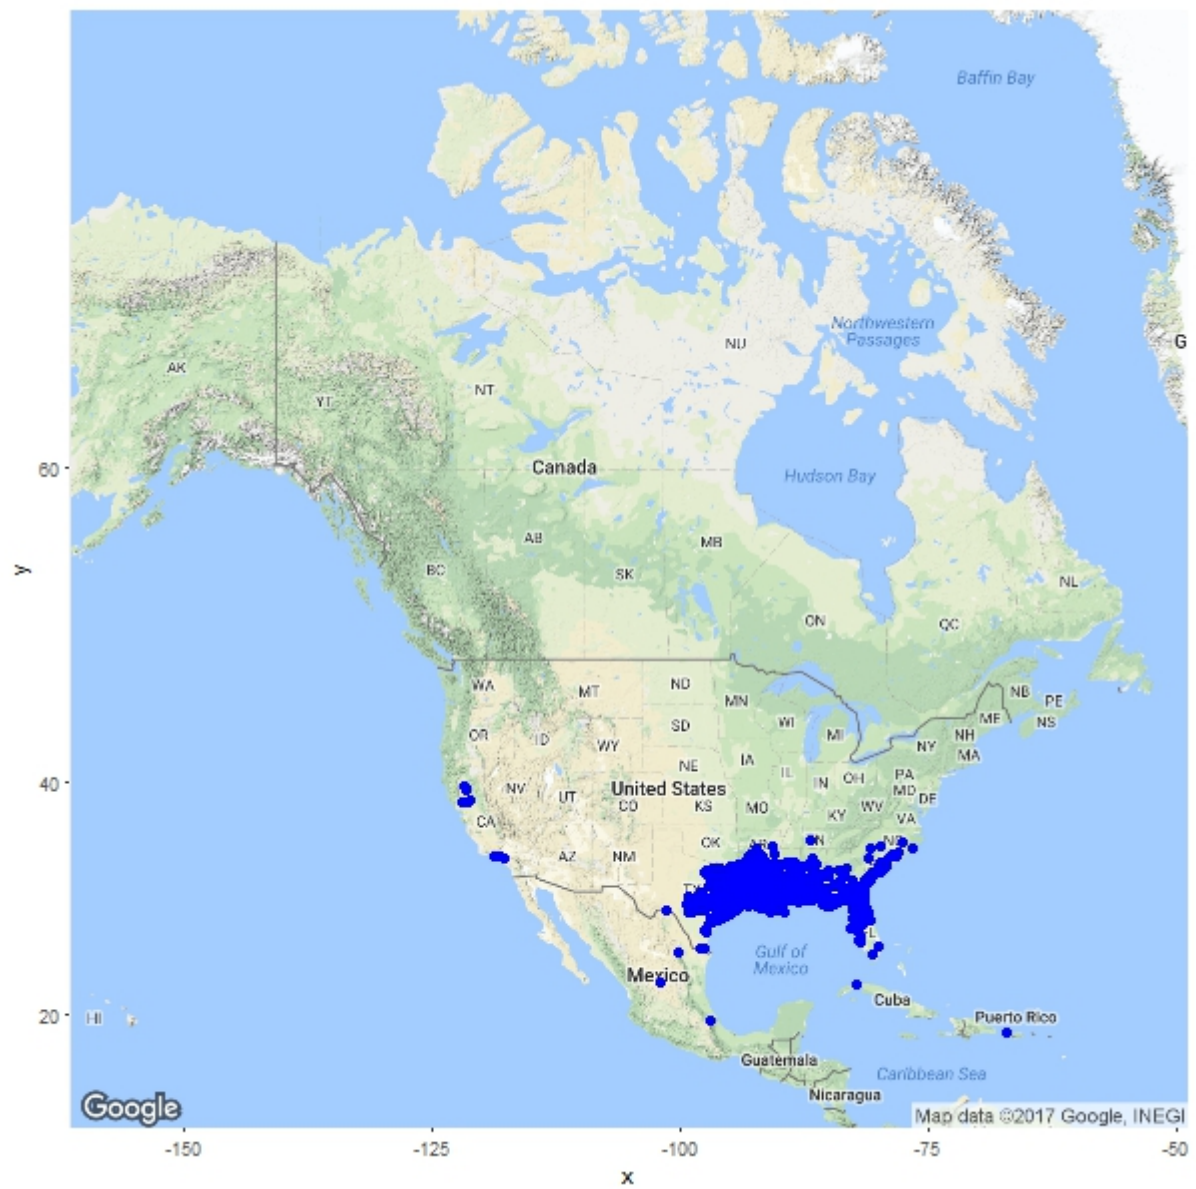 Baffin Bay
Northwestern
Passages
NU
G
AK
NT
YT
Canada
60
Hudson Bay
AB
MB
BC
SK
NL
ON
QC
y
WA
MT
ND
MN
NB
PE
ME
NS
OR
ID
SD
WI
MI
NH
NY
MA
WY
IA
NE
IL
IN
OH
PA
MD
DE
40
NV
UT
United States
CO
KS
MO
WV
KY
VA
CA
OK
AZ
NM
Gulf of
Mexico
Mexico
Cuba
20
HI
Puerto Rico
Guatemala
Caribbean Sea
Nicaragua
Google
Map data ©2017 Google, INEGI
-150
-125
-100
-75
-50
x